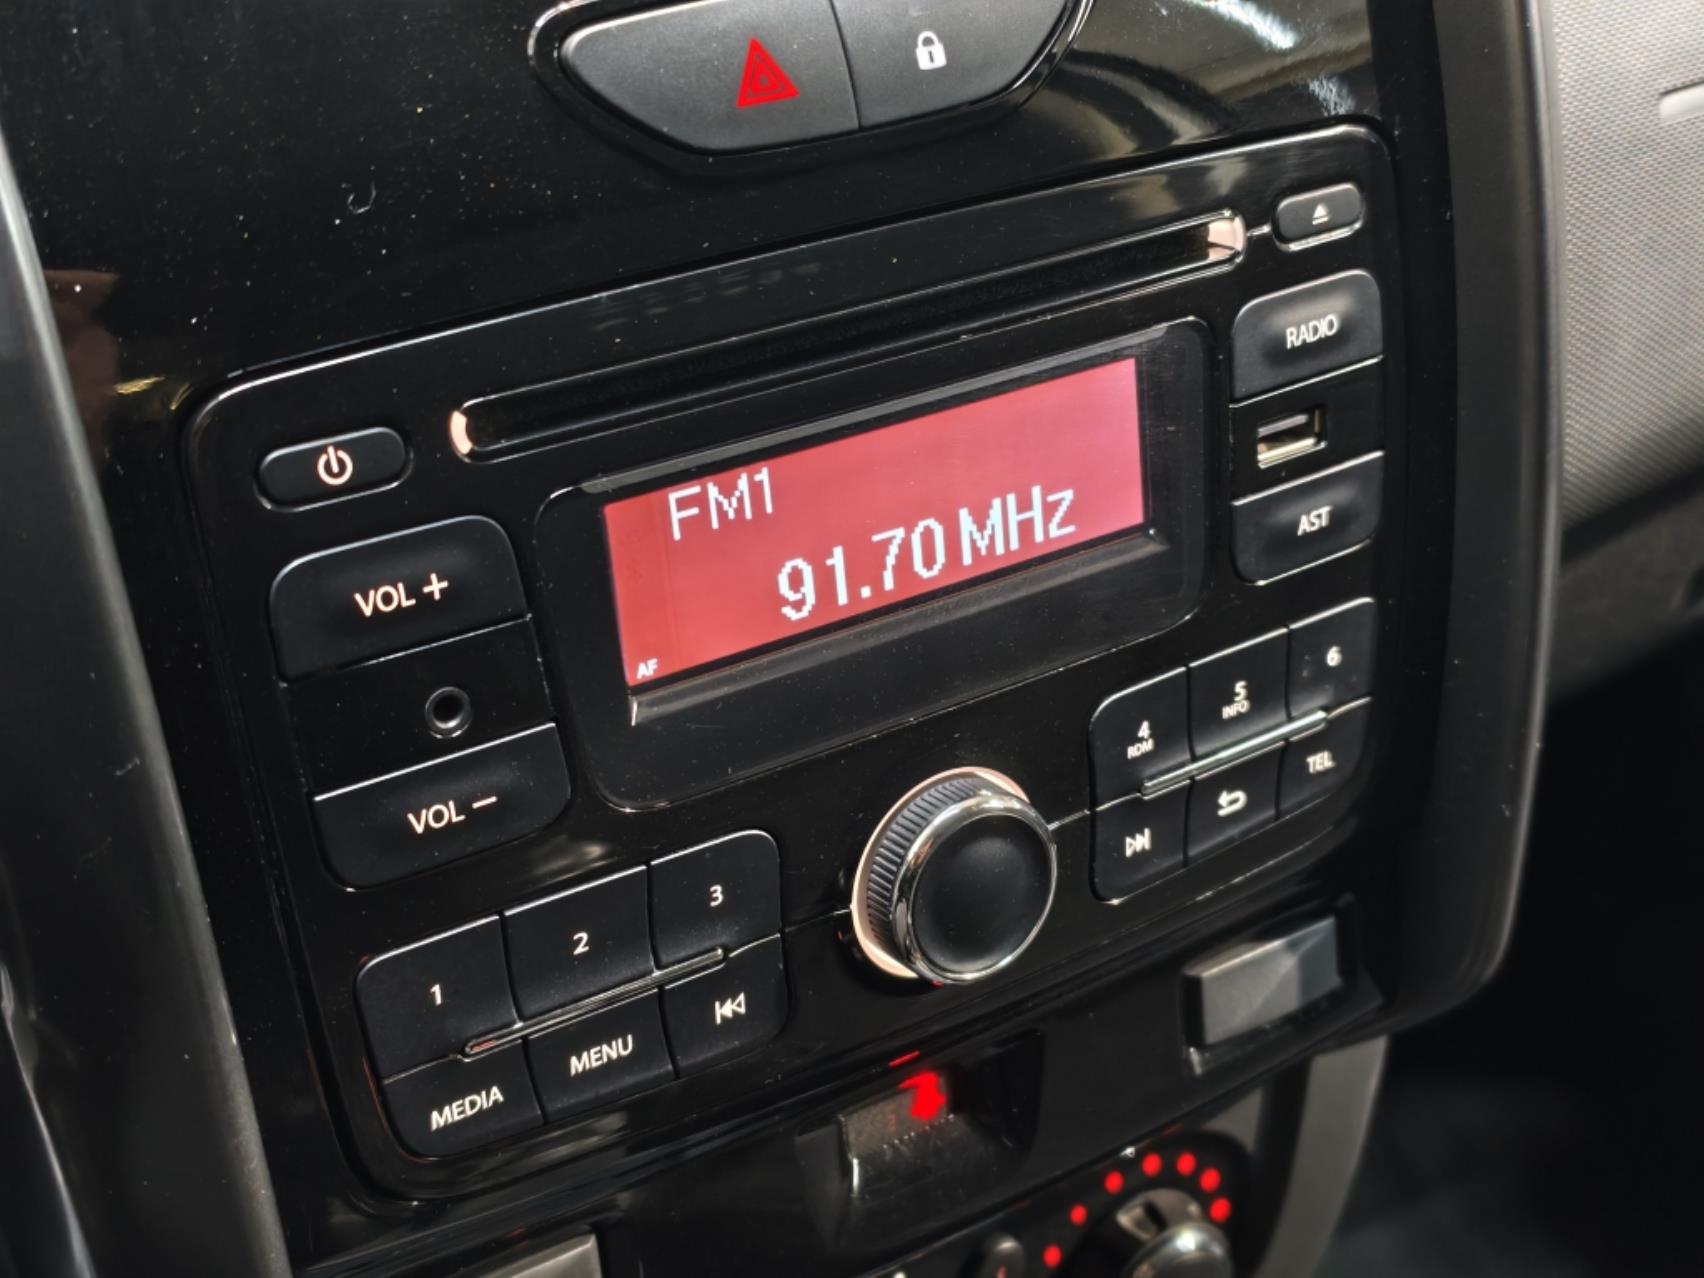 RADIO
FM1
91.70 MHz
AF
AST
VOL +
VOL −
1
2
3
MEDIA
MENU
4
RDM
5
INFO
6
TEL